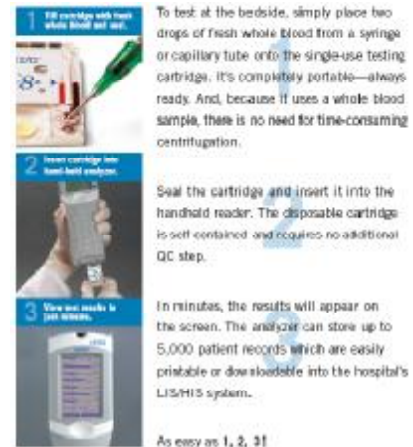 1 Fill cartridge with fresh
whole blood and seal.
To test at the bedside, simply place two
drops of fresh whole blood from a syringe
or capillary tube onto the single-use testing
cartridge. It's completely portable—always
ready. And, because it uses a whole blood
sample, there is no need for time-consuming
centrifugation.
1
2 Insert cartridge into
hand-held analyzer.
Seal the cartridge and insert it into the
handheld reader. The disposable cartridge
is self-contained and requires no additional
QC step.
2
3 View test results in
just minutes.
In minutes, the results will appear on
the screen. The analyzer can store up to
5,000 patient records which are easily
printable or downloadable into the hospital's
LIS/HIS system.
3
As easy as 1, 2, 3!